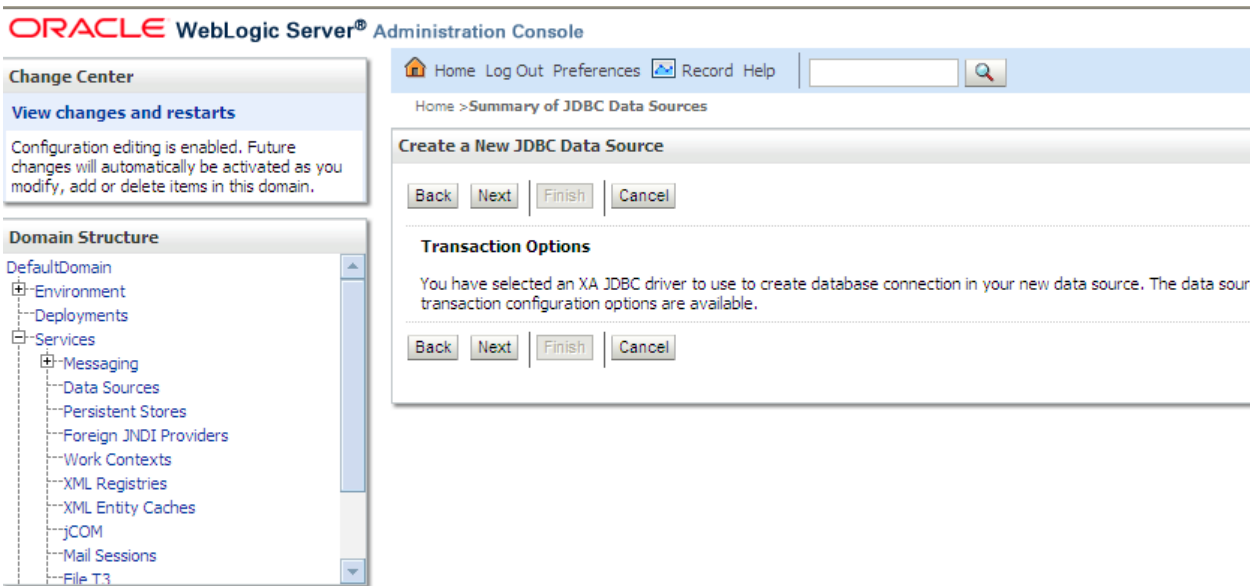 ORACLE WebLogic Server® Administration Console
Change Center
View changes and restarts
Configuration editing is enabled. Future
changes will automatically be activated as you
modify, add or delete items in this domain.
Domain Structure
DefaultDomain
Environment
Deployments
Services
Messaging
Data Sources
Persistent Stores
Foreign JNDI Providers
Work Contexts
XML Registries
XML Entity Caches
jCOM
Mail Sessions
File T3
Home Log Out Preferences Record Help
Home >Summary of JDBC Data Sources
Create a New JDBC Data Source
Back Next Finish Cancel
Transaction Options
You have selected an XA JDBC driver to use to create database connection in your new data source. The data sour
transaction configuration options are available.
Back Next Finish Cancel